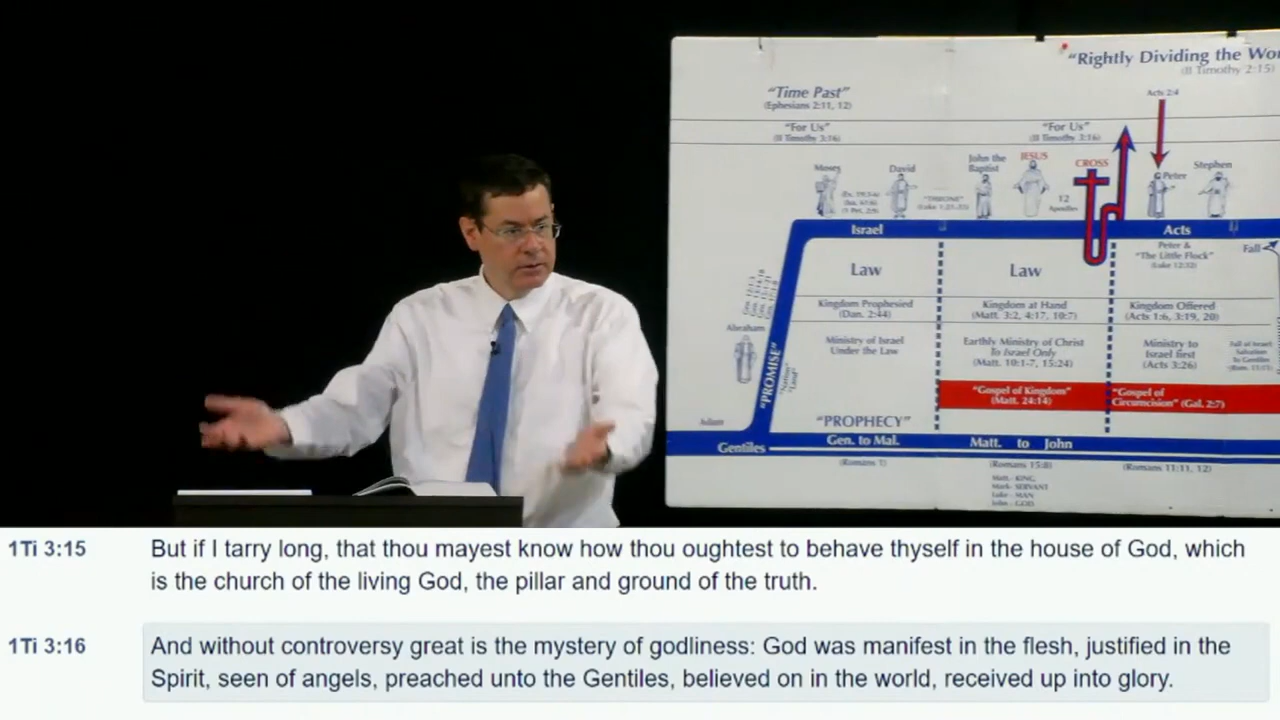 "Rightly Dividing the Wo
(II Timothy 2:15)
"Time Past"
(Ephesians 2:11, 12)
Acts 2:4
"For Us"
(II Timothy 3:16)
"For Us"
(II Timothy 3:16)
Moses
David
John the
Baptist
JESUS
CROSS
Peter
Stephen
12
Apostles
"THRONE"
Israel
Acts
Law
Law
Peter &
"The Little Flock"
(Luke 12:32)
Fall
Kingdom Prophesied
(Dan. 2:44)
Kingdom at Hand
(Matt. 3:2, 4:17, 10:7)
Kingdom Offered
(Acts 1:6, 3:19, 20)
Abraham
"PROMISE"
"Nation"
"Land"
Ministry of Israel
Under the Law
Earthly Ministry of Christ
To Israel Only
(Matt. 10:1-7, 15:24)
Ministry to
Israel first
(Acts 3:26)
Fall of Israel
Salvation
To Gentiles
"Gospel of Kingdom"
(Matt. 24:14)
"Gospel of
Circumcision" (Gal. 2:7)
Adam
"PROPHECY"
Gentiles
Gen. to Mal.
Matt. to John
(Romans 1)
(Romans 15:8)
(Romans 11:11, 12)
Matt.- KING
Mark- SERVANT
Luke - MAN
John - GOD
1Ti 3:15 But if I tarry long, that thou mayest know how thou oughtest to behave thyself in the house of God, which
is the church of the living God, the pillar and ground of the truth.
1Ti 3:16 And without controversy great is the mystery of godliness: God was manifest in the flesh, justified in the
Spirit, seen of angels, preached unto the Gentiles, believed on in the world, received up into glory.